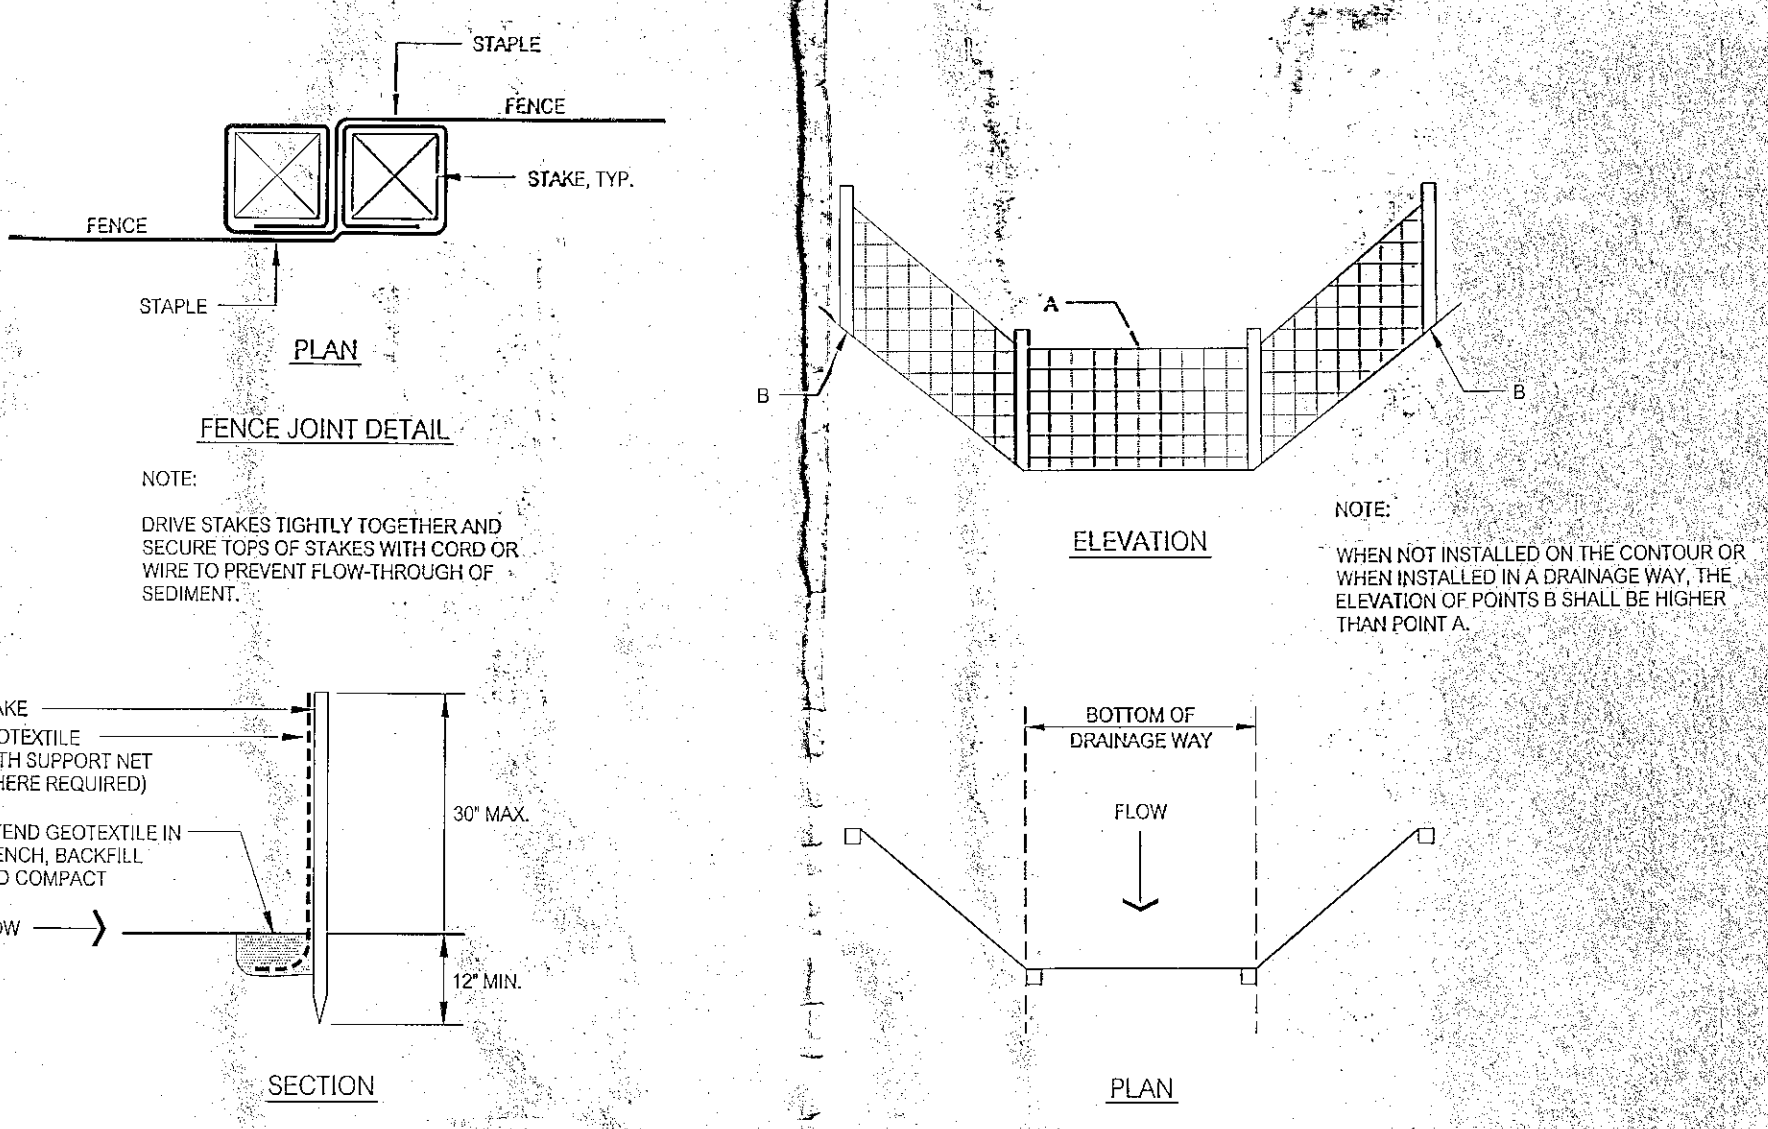 STAPLE
FENCE
STAKE, TYP.
FENCE
STAPLE
PLAN
FENCE JOINT DETAIL
NOTE:
DRIVE STAKES TIGHTLY TOGETHER AND
SECURE TOPS OF STAKES WITH CORD OR
WIRE TO PREVENT FLOW-THROUGH OF
SEDIMENT.
A
B
B
ELEVATION
NOTE:
WHEN NOT INSTALLED ON THE CONTOUR OR
WHEN INSTALLED IN A DRAINAGE WAY, THE
ELEVATION OF POINTS B SHALL BE HIGHER
THAN POINT A.
AKE
OTEXTILE
TH SUPPORT NET
HERE REQUIRED)
TEND GEOTEXTILE IN
ENCH, BACKFILL
D COMPACT
OW
30" MAX.
12" MIN.
SECTION
BOTTOM OF
DRAINAGE WAY
FLOW
PLAN